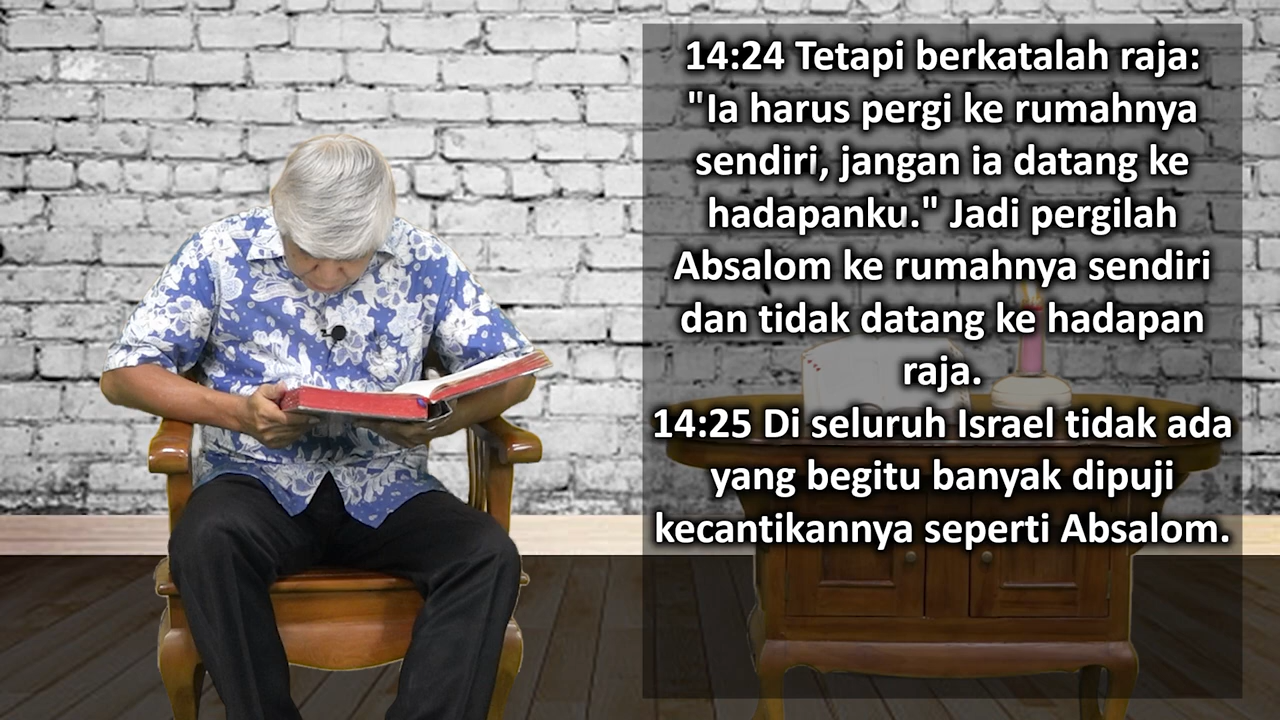 14:24 Tetapi berkatalah raja:
"Ia harus pergi ke rumahnya
sendiri, jangan ia datang ke
hadapanku." Jadi pergilah
Absalom ke rumahnya sendiri
dan tidak datang ke hadapan
raja.
14:25 Di seluruh Israel tidak ada
yang begitu banyak dipuji
kecantikannya seperti Absalom.